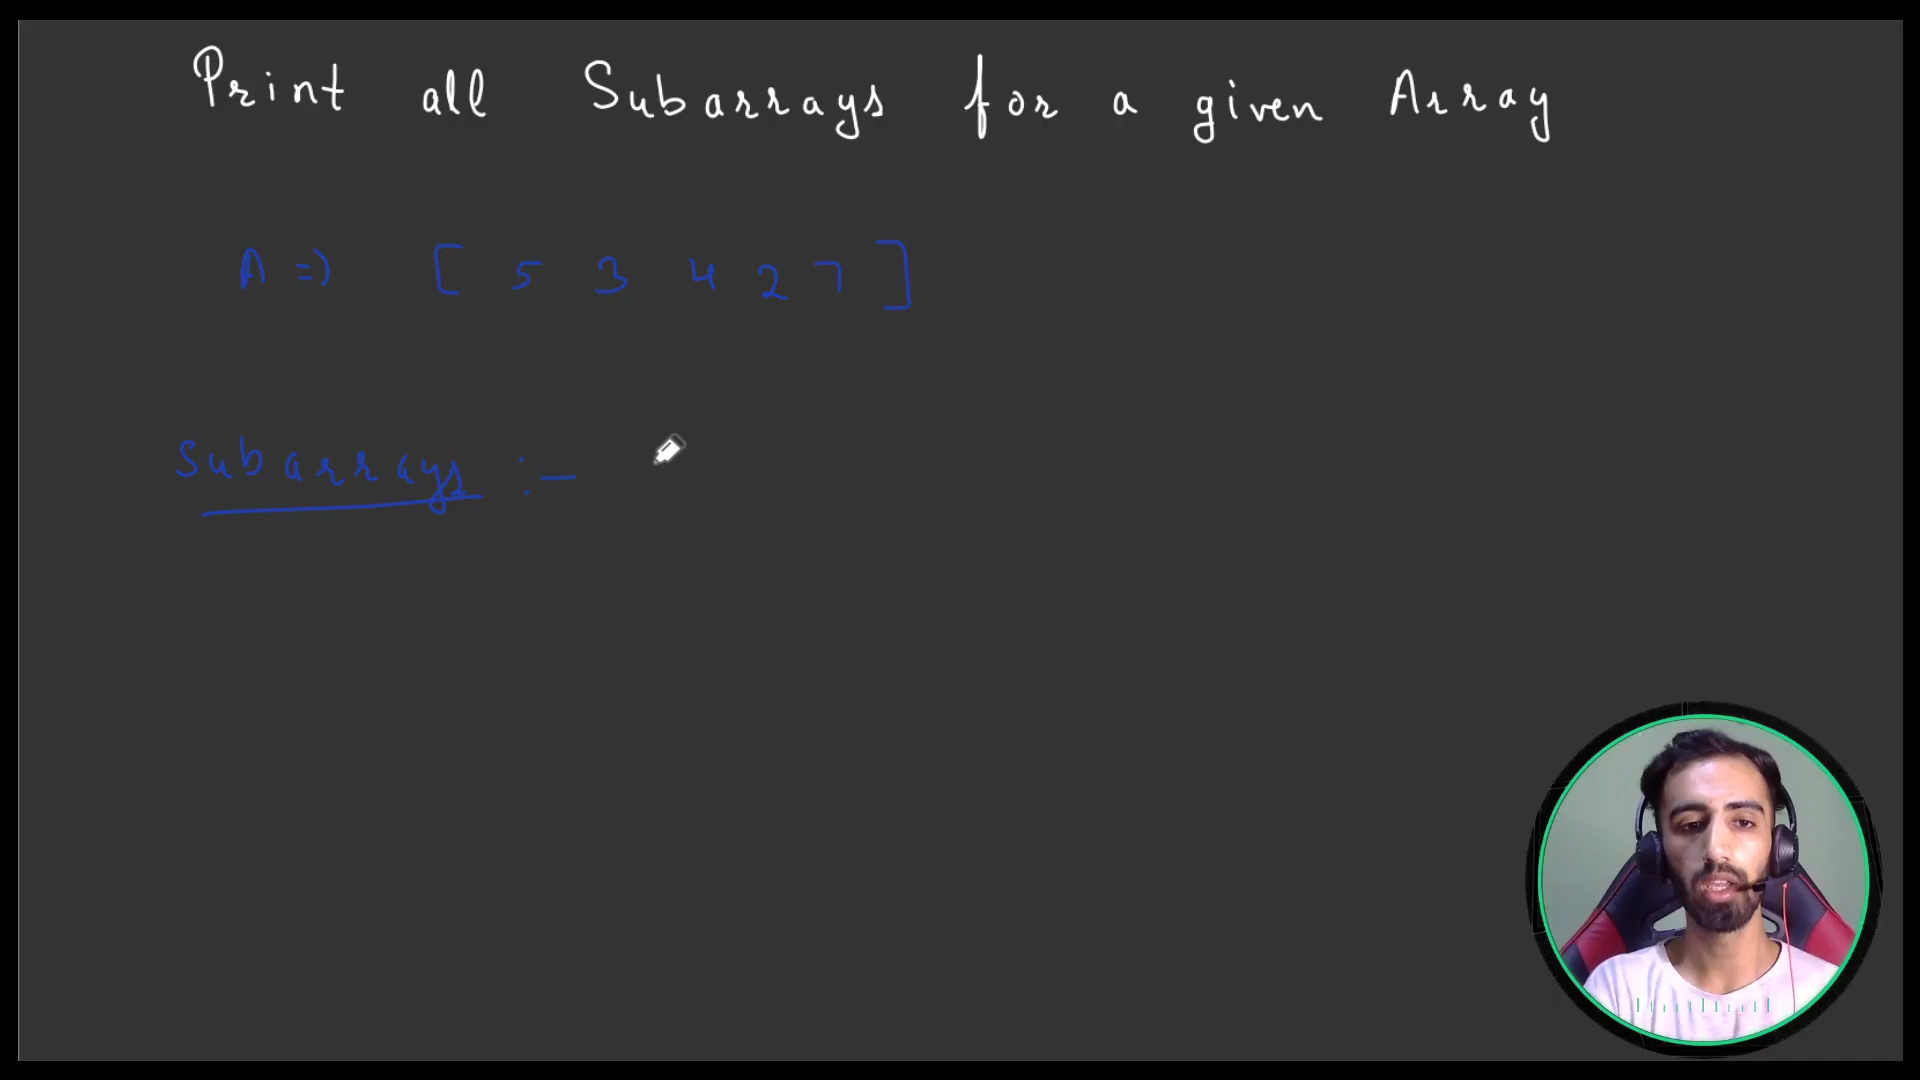 Print all Subarrays for a given Array
A => [ 5 3 4 2 7 ]
Subarrays :-